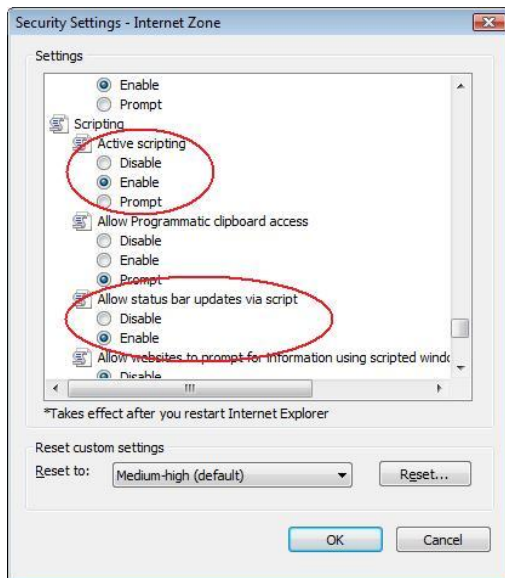 Security Settings - Internet Zone
Settings
Enable
Prompt
Scripting
Active scripting
Disable
Enable
Prompt
Allow Programmatic clipboard access
Disable
Enable
Prompt
Allow status bar updates via script
Disable
Enable
Allow websites to prompt for information using scripted windo
Disable
*Takes effect after you restart Internet Explorer
Reset custom settings
Reset to:
Medium-high (default)
Reset...
OK
Cancel